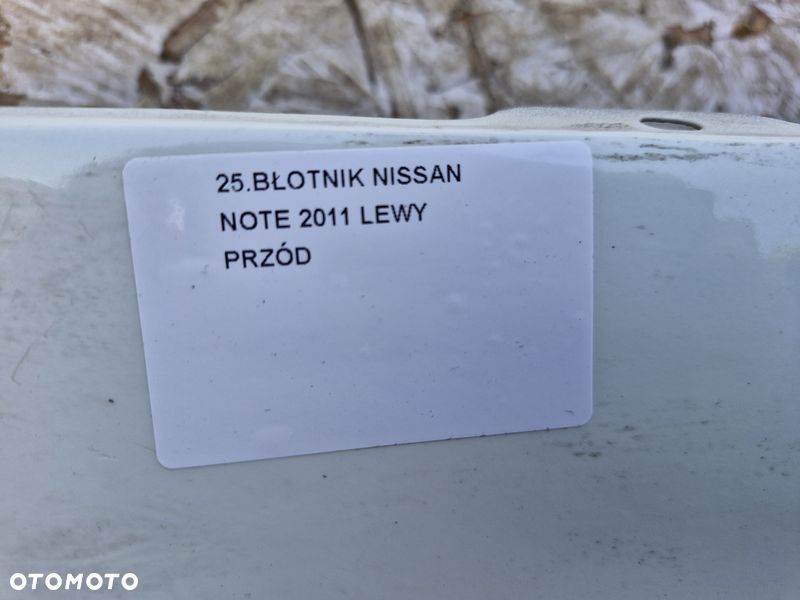 25.BŁOTNIK NISSAN
NOTE 2011 LEWY
PRZÓD
OTOMOTO